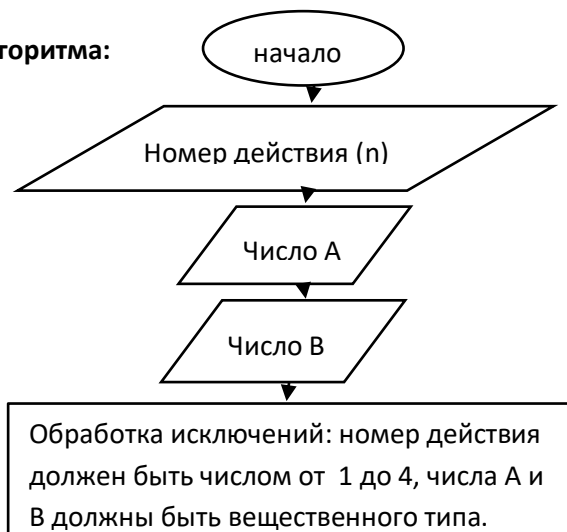 торитма:
начало
Номер действия (n)
Число А
Число В
Обработка исключений: номер действия
должен быть числом от 1 до 4, числа А и
В должны быть вещественного типа.